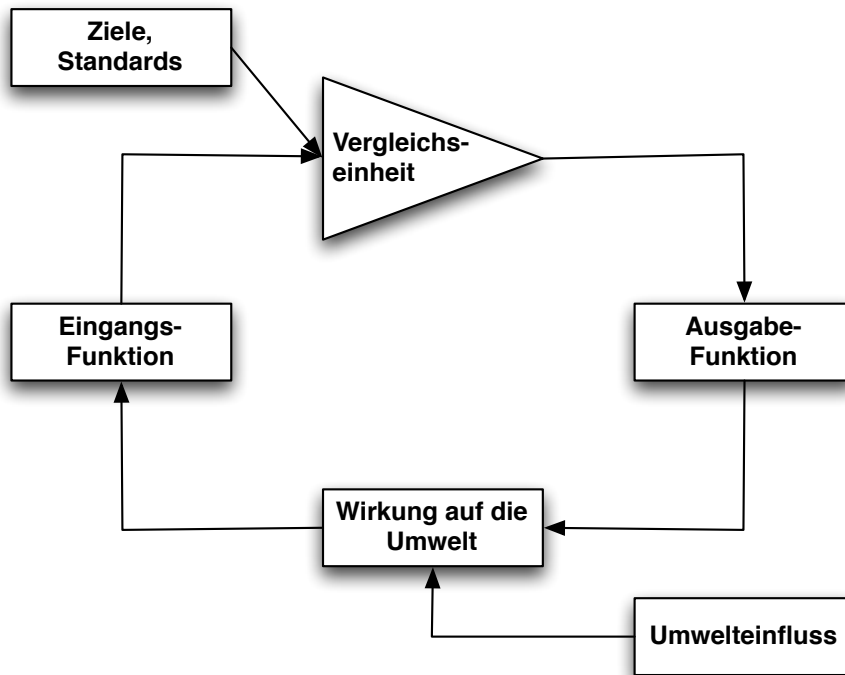 Ziele,
Standards
Vergleichs-
einheit
Eingangs-
Funktion
Ausgabe-
Funktion
Wirkung auf die
Umwelt
Umwelteinfluss